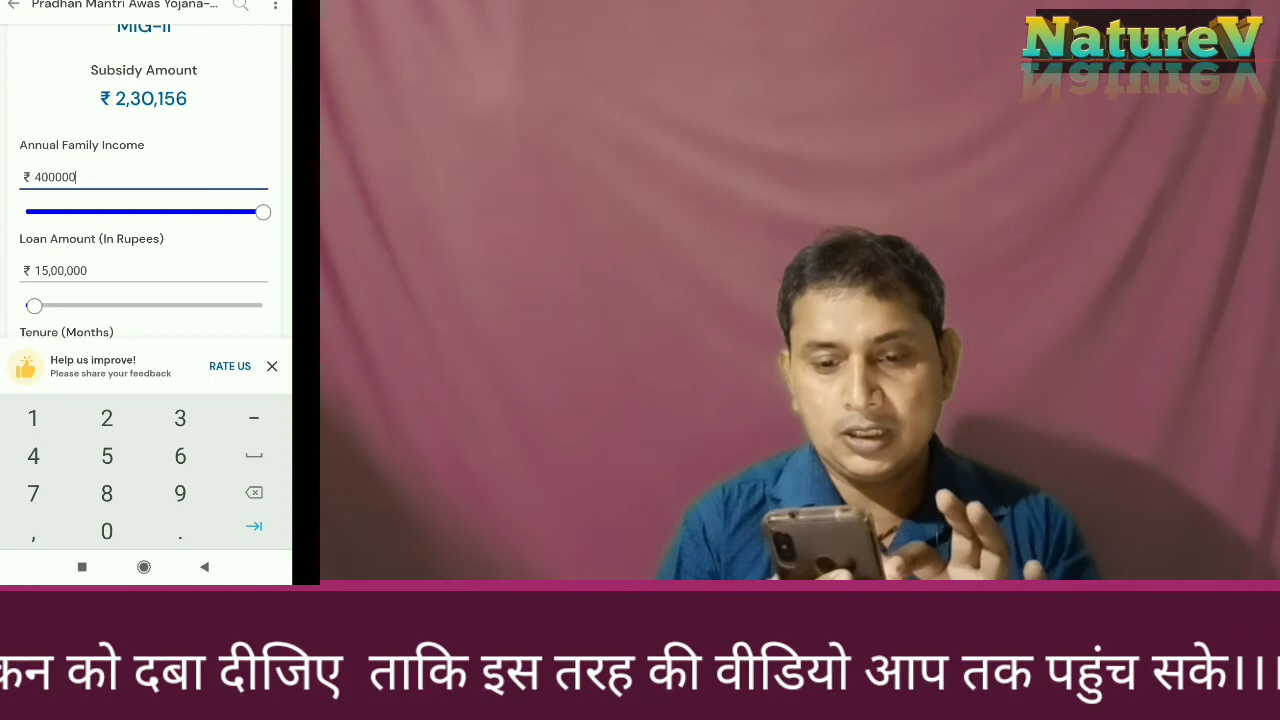 Pradhan Mantri Awas Yojana-...
MIG-II
Subsidy Amount
₹ 2,30,156
Annual Family Income
₹ 400000
Loan Amount (In Rupees)
₹ 15,00,000
Tenure (Months)
Help us improve!
Please share your feedback
RATE US
1 2 3 -
4 5 6
7 8 9
, 0 .
NatureV
कन को दबा दीजिए ताकि इस तरह की वीडियो आप तक पहुंच सके।।।